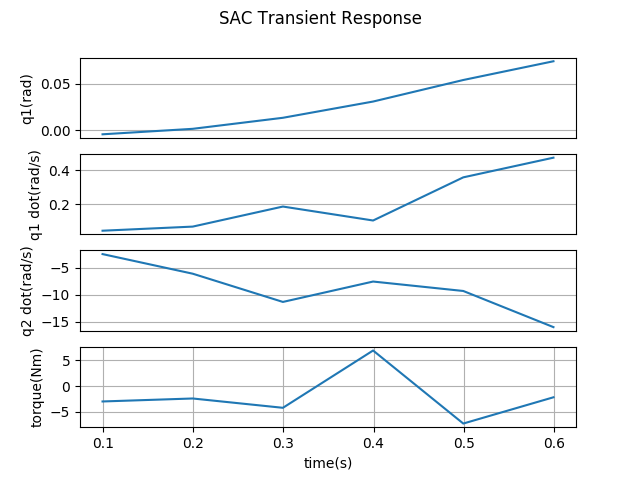 SAC Transient Response
q1(rad)
0.05
0.00
q1 dot(rad/s)
0.4
0.2
q2 dot(rad/s)
−5
−10
−15
torque(Nm)
5
0
−5
0.1 0.2 0.3 0.4 0.5 0.6
time(s)